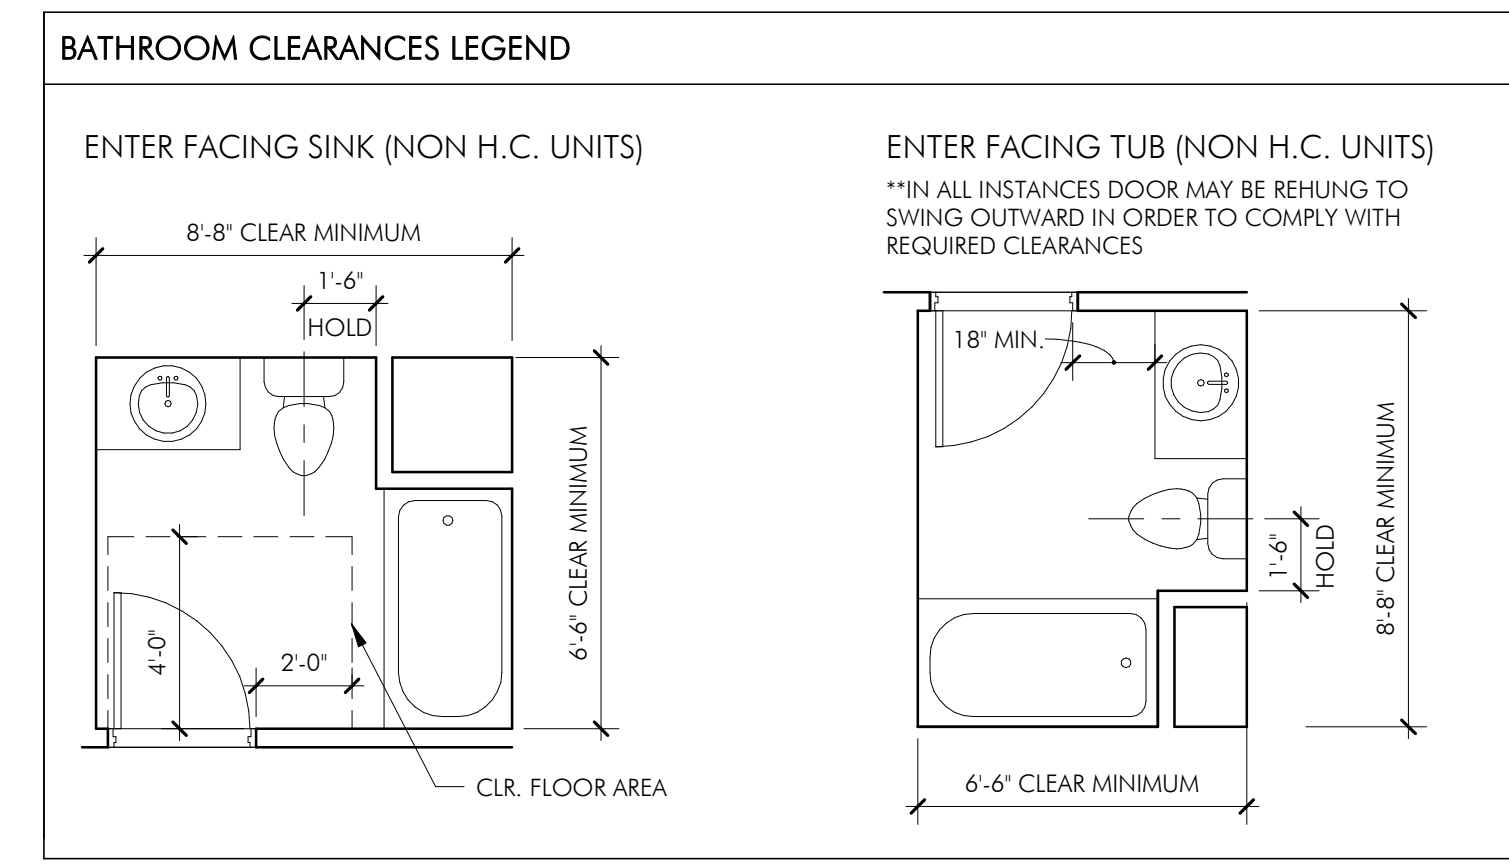 BATHROOM CLEARANCES LEGEND
ENTER FACING SINK (NON H.C. UNITS)
8'-8" CLEAR MINIMUM
1'-6"
HOLD
6'-6" CLEAR MINIMUM
4'-0"
2'-0"
CLR. FLOOR AREA
ENTER FACING TUB (NON H.C. UNITS)
**IN ALL INSTANCES DOOR MAY BE REHUNG TO
SWING OUTWARD IN ORDER TO COMPLY WITH
REQUIRED CLEARANCES
18" MIN.
1'-6"
HOLD
8'-8" CLEAR MINIMUM
6'-6" CLEAR MINIMUM